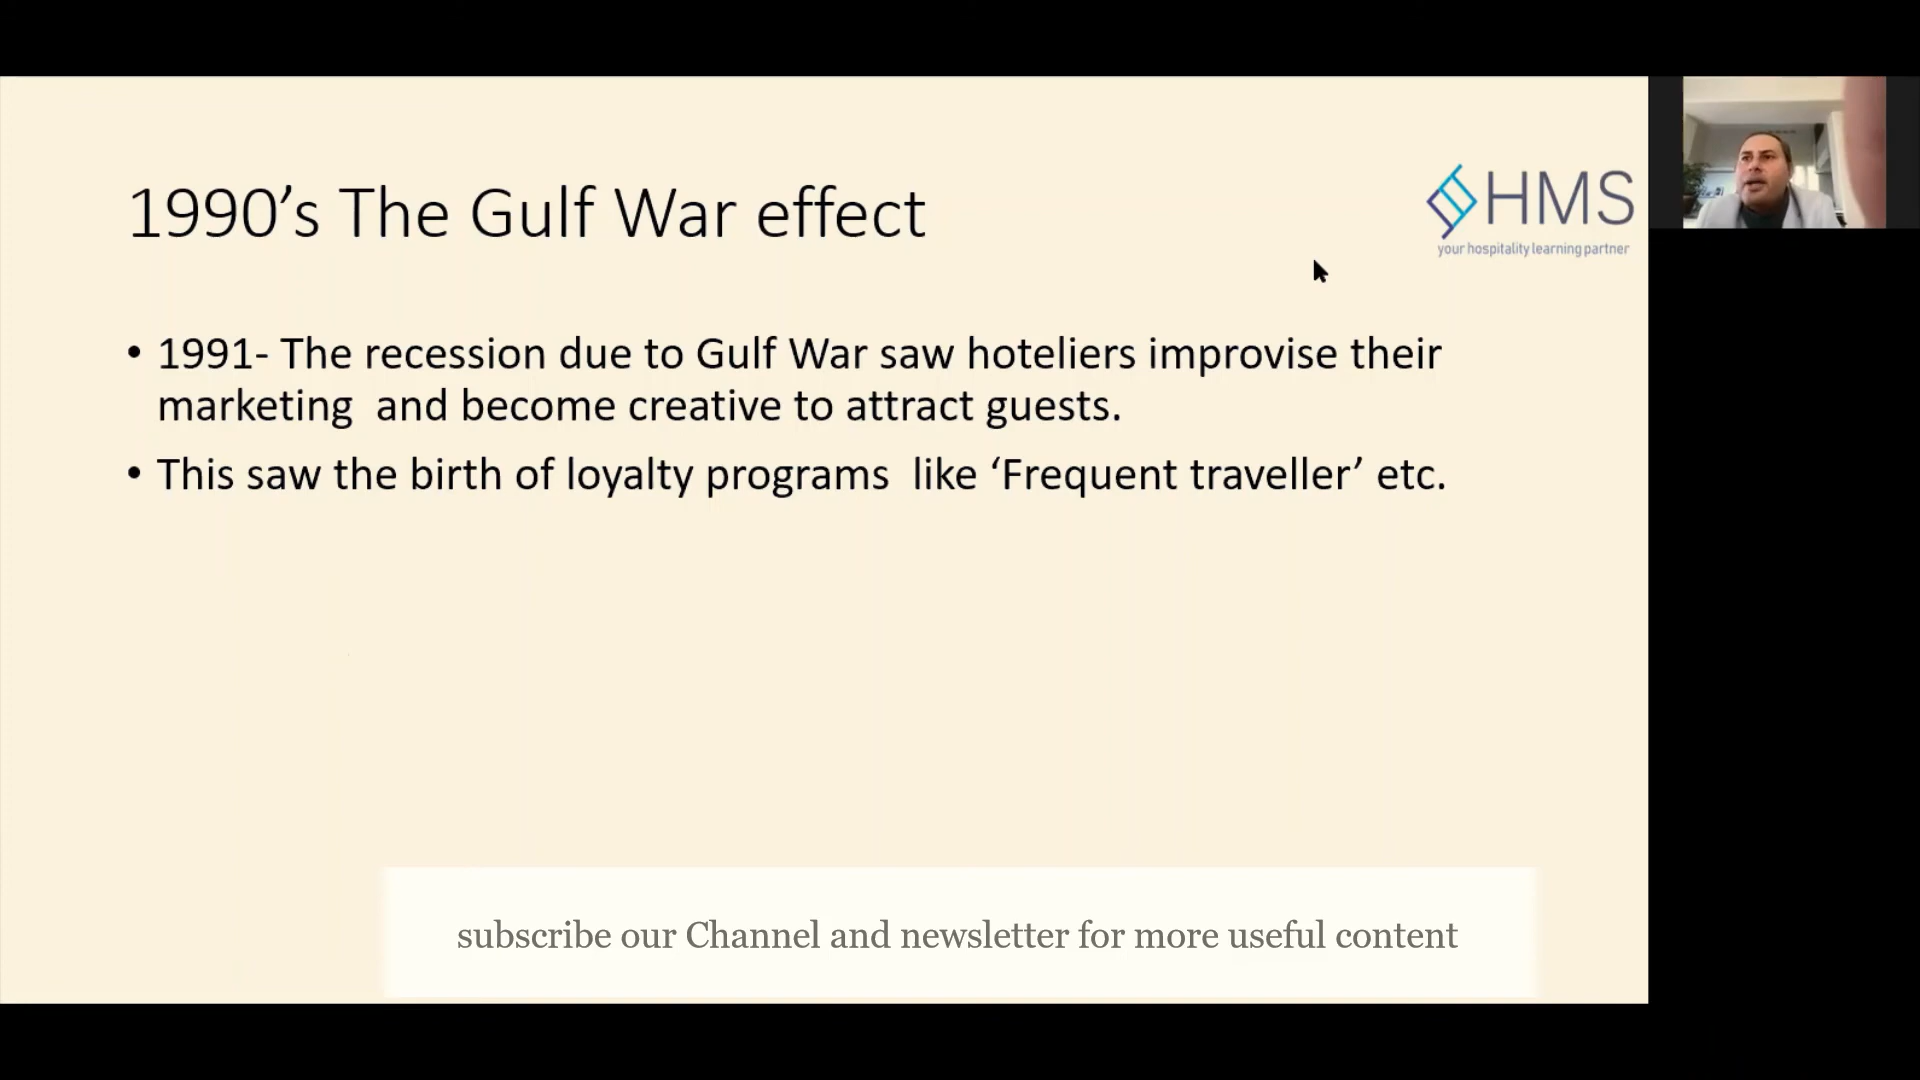 1990’s The Gulf War effect
HMS
your hospitality learning partner
• 1991- The recession due to Gulf War saw hoteliers improvise their
marketing  and become creative to attract guests.
• This saw the birth of loyalty programs  like ‘Frequent traveller’ etc.
subscribe our Channel and newsletter for more useful content